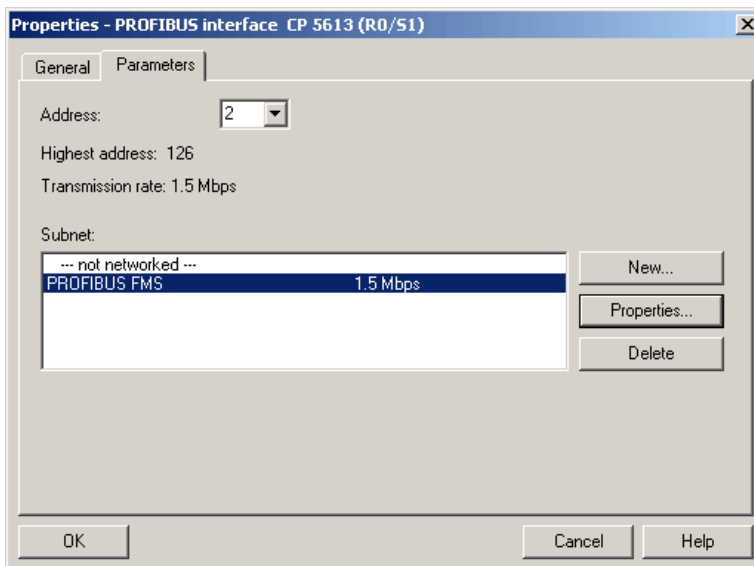 Properties - PROFIBUS interface CP 5613 (R0/S1)
General Parameters
Address: 2
Highest address: 126
Transmission rate: 1.5 Mbps
Subnet:
--- not networked ---
PROFIBUS FMS 1.5 Mbps
New...
Properties...
Delete
OK Cancel Help